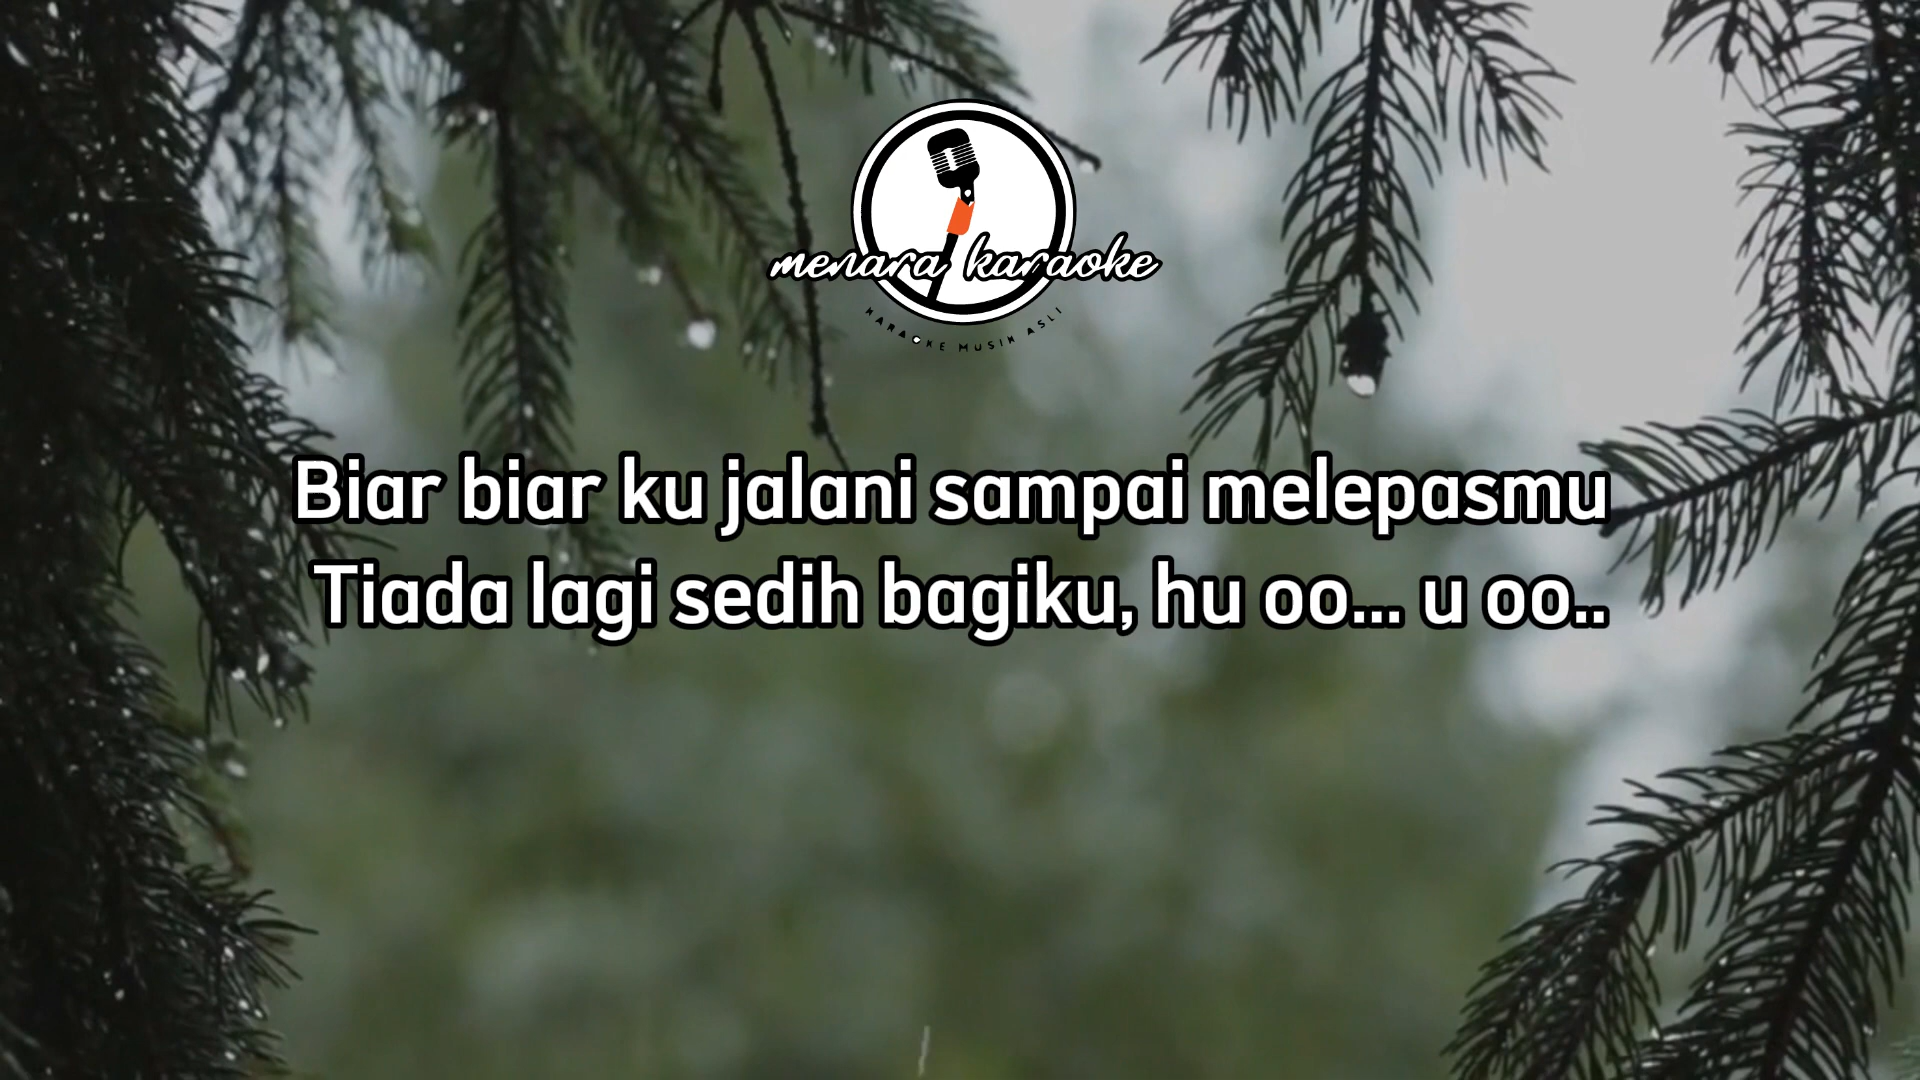 menara karaoke
KARAOKE MUSIK ASLI
Biar biar ku jalani sampai melepasmu
Tiada lagi sedih bagiku, hu oo... u oo..